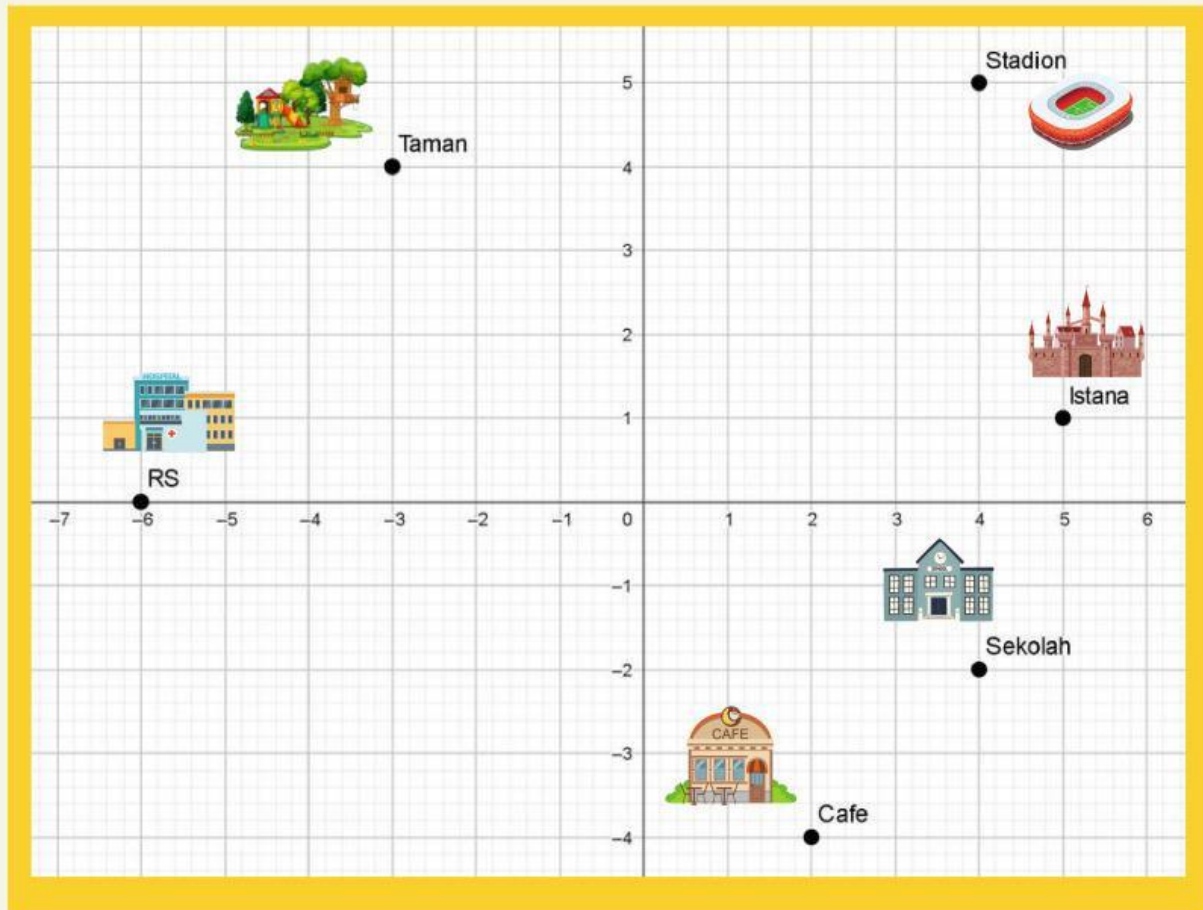 Stadion
5
Taman
4
3
2
Istana
HOSPITAL
1
RS
–7 –6 –5 –4 –3 –2 –1 0 1 2 3 4 5 6
–1
Sekolah
–2
CAFE
–3
Cafe
–4